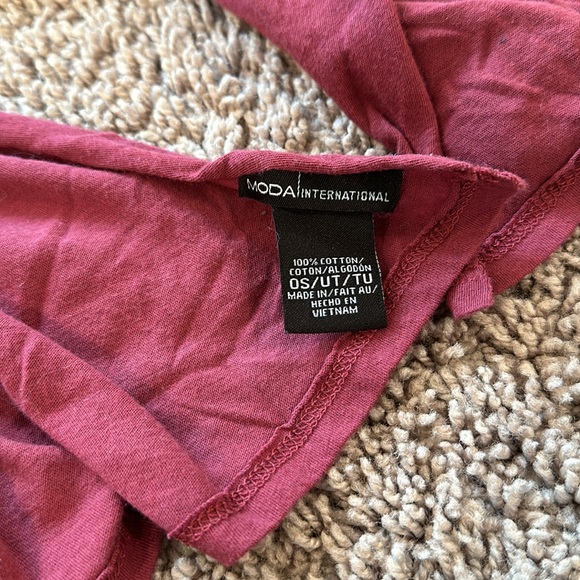 MODA INTERNATIONAL
100% COTTON/
COTON/ALGODÓN
OS/UT/TU
MADE IN/FAIT AU/
HECHO EN
VIETNAM